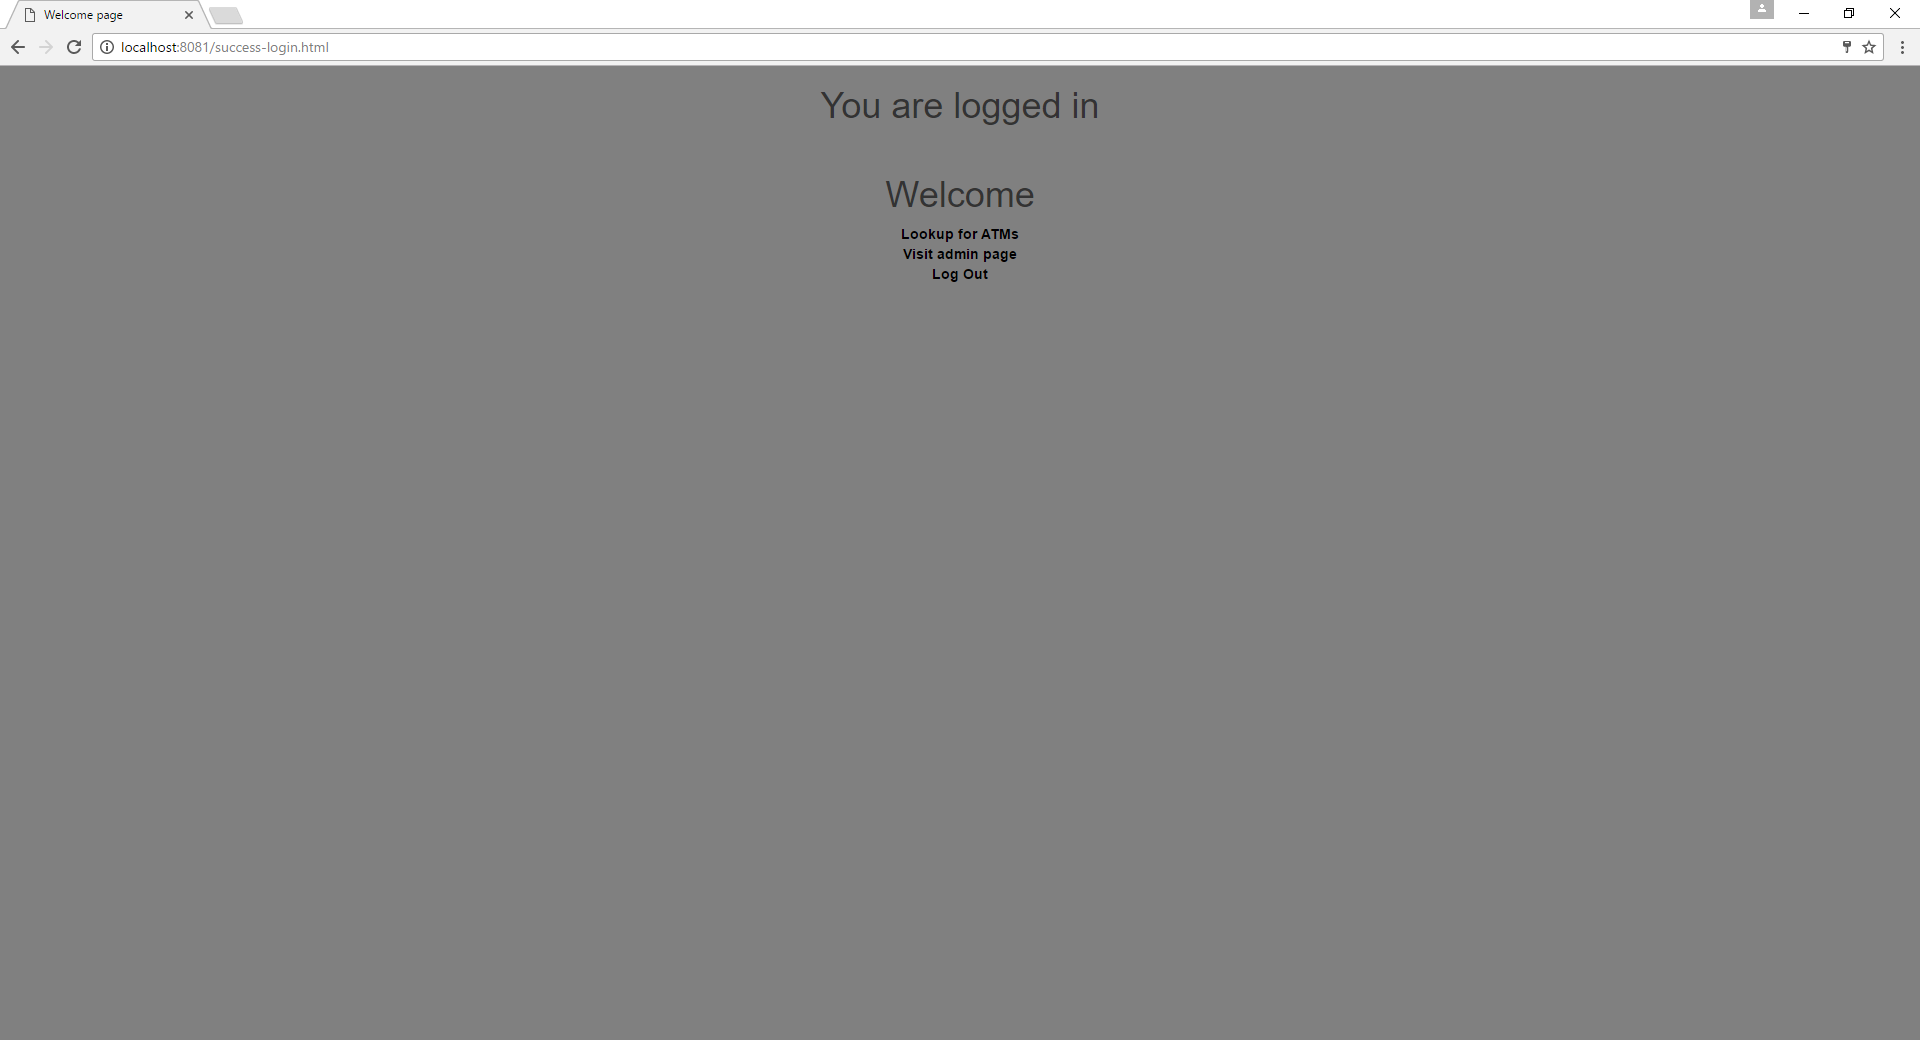 Welcome page
localhost:8081/success-login.html
You are logged in
Welcome
Lookup for ATMs
Visit admin page
Log Out